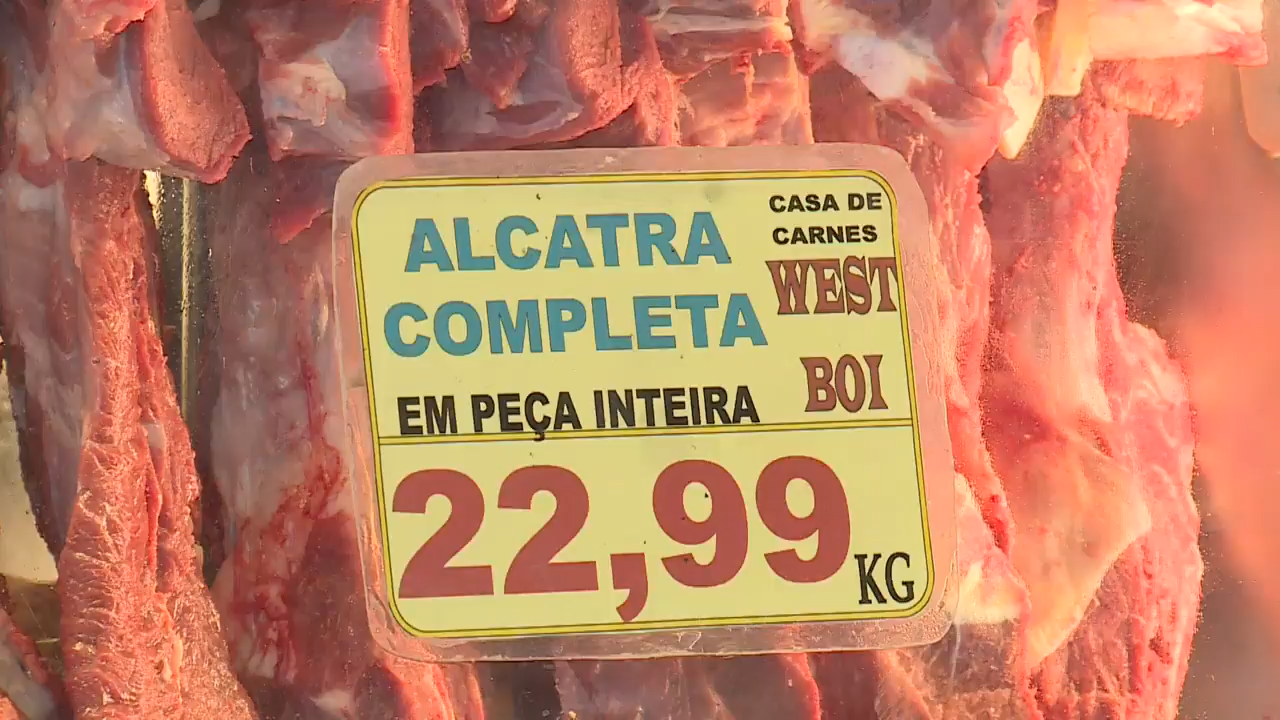 ALCATRA
COMPLETA
EM PEÇA INTEIRA
CASA DE
CARNES
WEST
BOI
22,99
KG